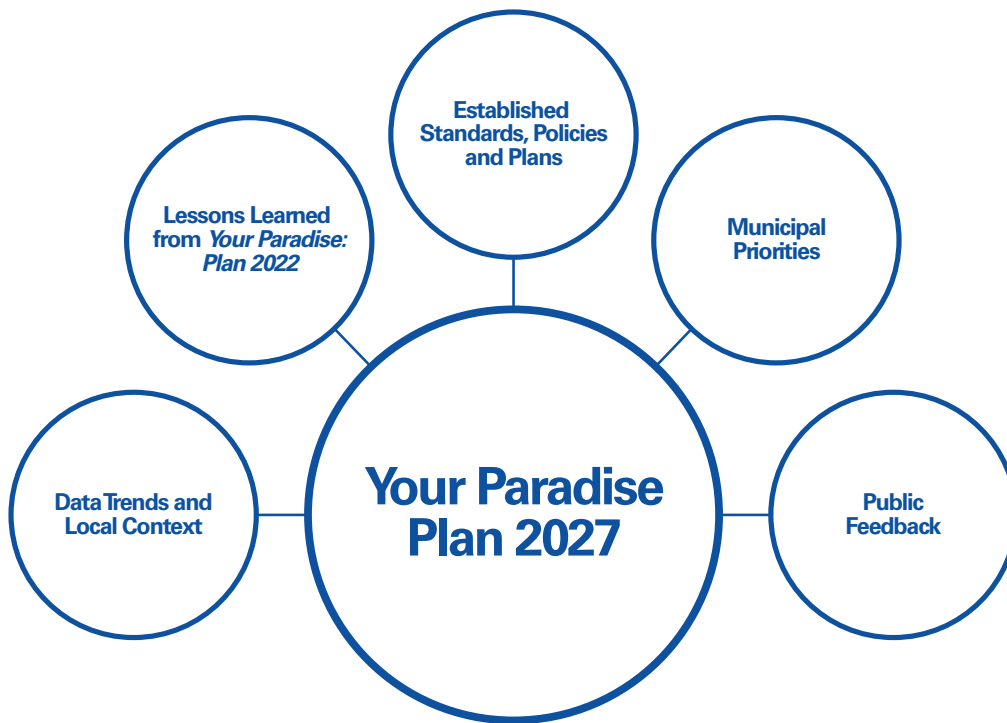 Established
Standards, Policies
and Plans
Lessons Learned
from Your Paradise:
Plan 2022
Municipal
Priorities
Data Trends and
Local Context
Your Paradise
Plan 2027
Public
Feedback